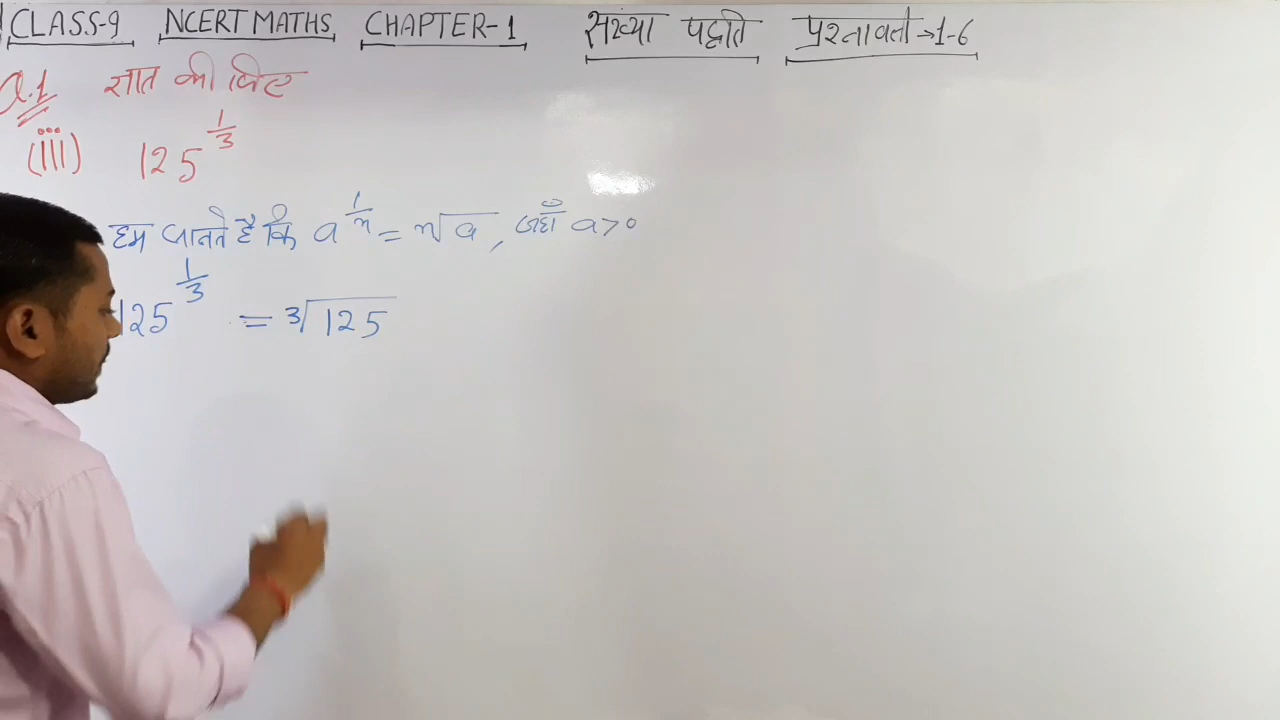 CLASS-9 NCERT MATHS CHAPTER-1 संख्या पद्धति प्रश्नावली→1-6
Q.1 ज्ञात कीजिए
(iii) 125^{1/3}
हम जानते है कि a^{1/n} = ⁿ√a, जहाँ a>0
125^{1/3} = ³√125